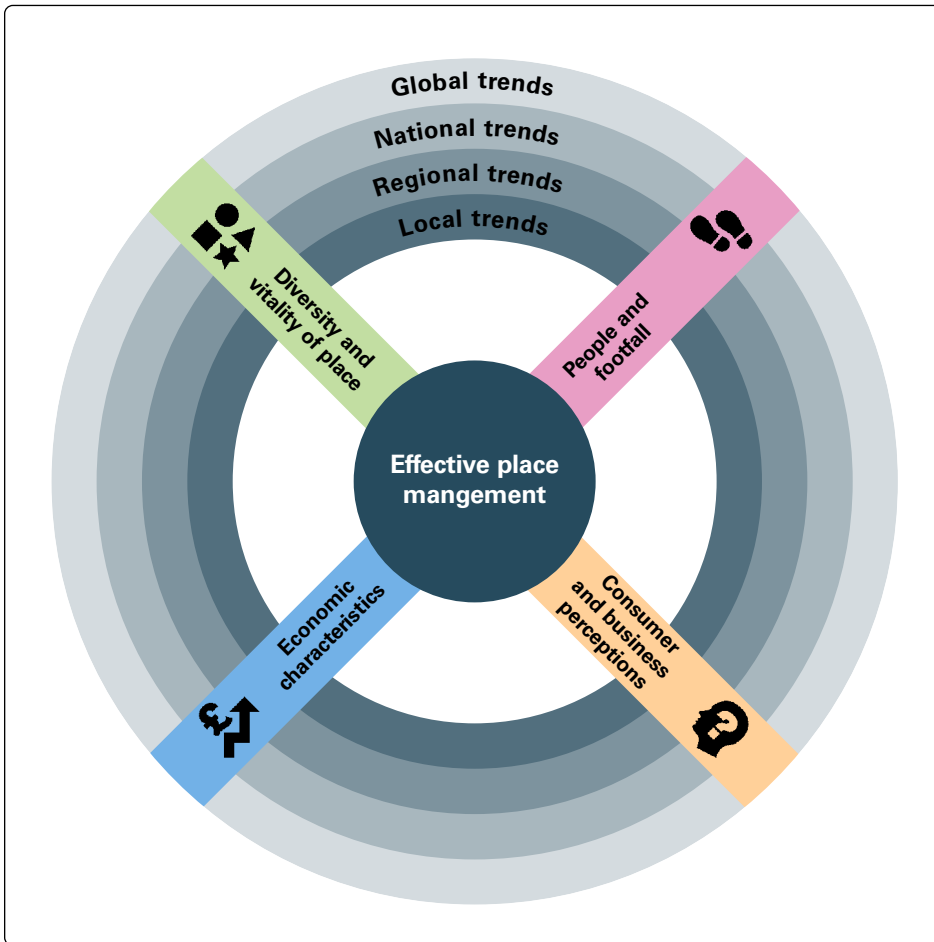 Global trends
National trends
Regional trends
Local trends
Diversity and
vitality of place
People and
footfall
Effective place
mangement
Economic
characteristics
Consumer
and business
perceptions
£
?